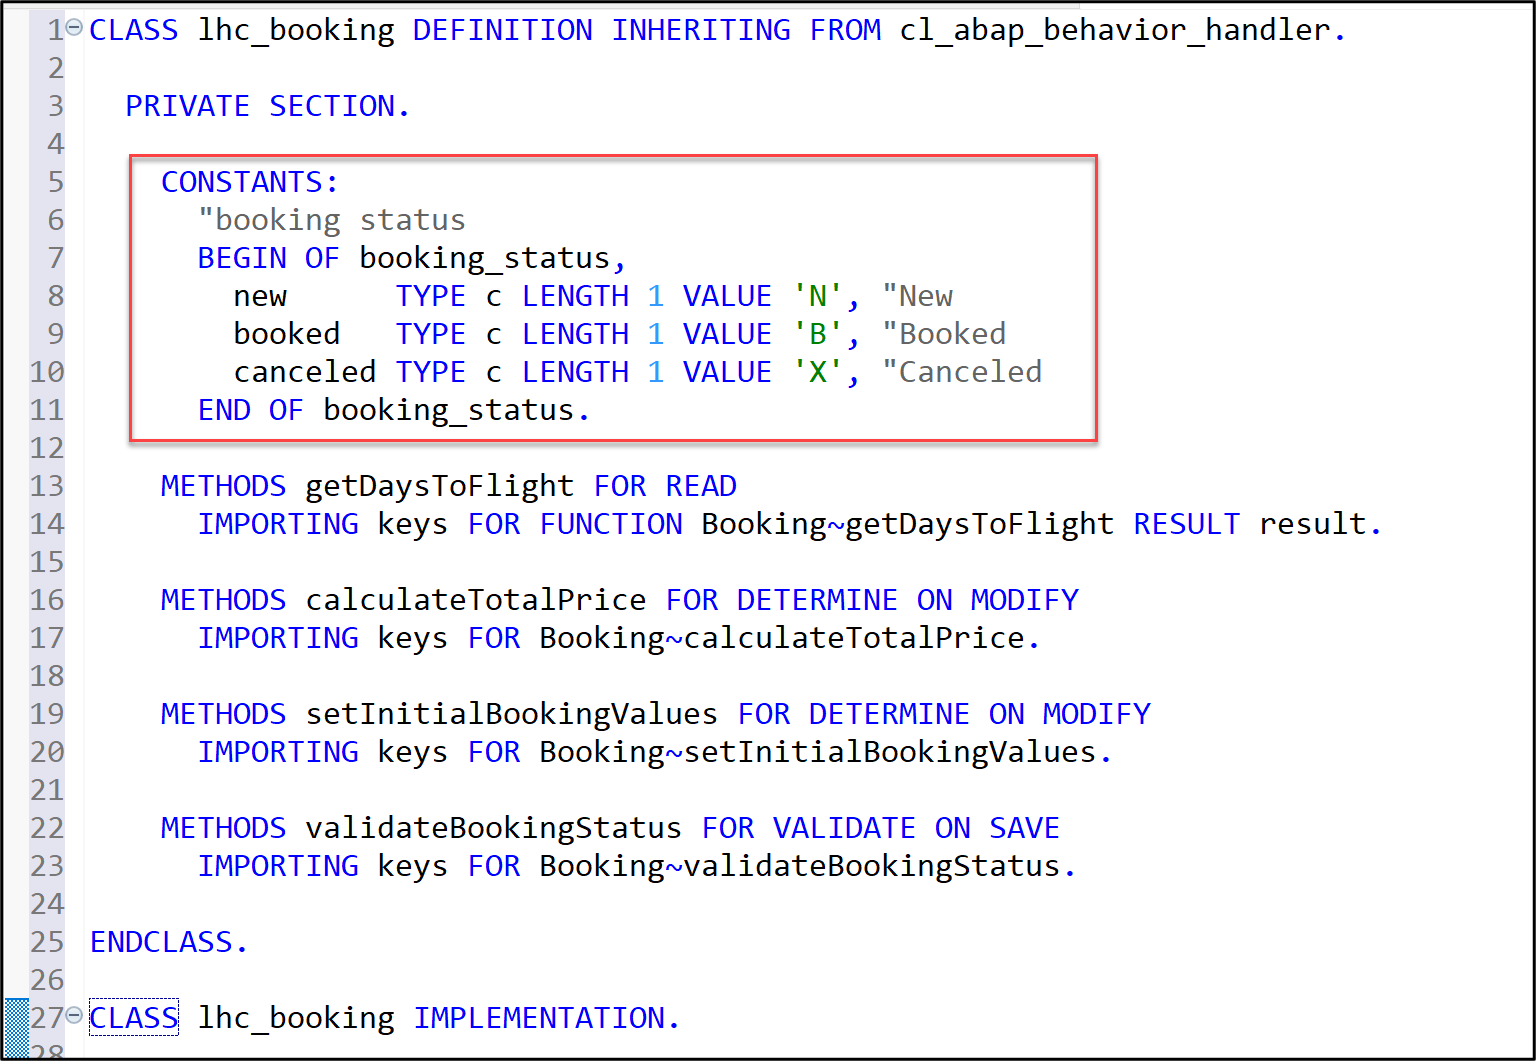 1 CLASS lhc_booking DEFINITION INHERITING FROM cl_abap_behavior_handler.
2
3 PRIVATE SECTION.
4
5 CONSTANTS:
6 "booking status
7 BEGIN OF booking_status,
8 new TYPE c LENGTH 1 VALUE 'N', "New
9 booked TYPE c LENGTH 1 VALUE 'B', "Booked
10 canceled TYPE c LENGTH 1 VALUE 'X', "Canceled
11 END OF booking_status.
12
13 METHODS getDaysToFlight FOR READ
14 IMPORTING keys FOR FUNCTION Booking~getDaysToFlight RESULT result.
15
16 METHODS calculateTotalPrice FOR DETERMINE ON MODIFY
17 IMPORTING keys FOR Booking~calculateTotalPrice.
18
19 METHODS setInitialBookingValues FOR DETERMINE ON MODIFY
20 IMPORTING keys FOR Booking~setInitialBookingValues.
21
22 METHODS validateBookingStatus FOR VALIDATE ON SAVE
23 IMPORTING keys FOR Booking~validateBookingStatus.
24
25 ENDCLASS.
26
27 CLASS lhc_booking IMPLEMENTATION.
28